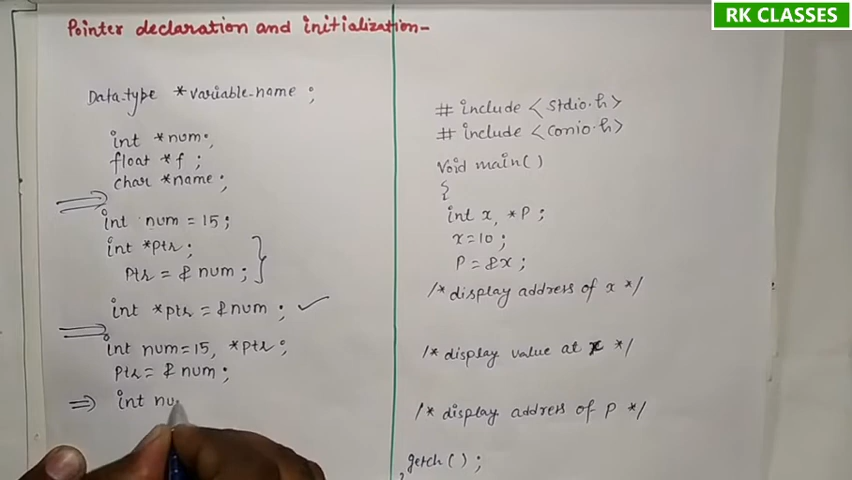 RK CLASSES
Pointer declaration and initialization-
Data-type *variable-name ;
int *num;
float *f ;
char *name ;
int num = 15 ;
int *ptr ;
ptr = & num ;
int *ptr = & num ;
int num=15, *ptr ;
ptr = & num ;
int nu
# include <stdio.h>
# include <conio.h>
void main()
{
int x, *P ;
x=10 ;
P = &x ;
/* display address of x */
/* display value at x */
/* display address of P */
getch( ) ;